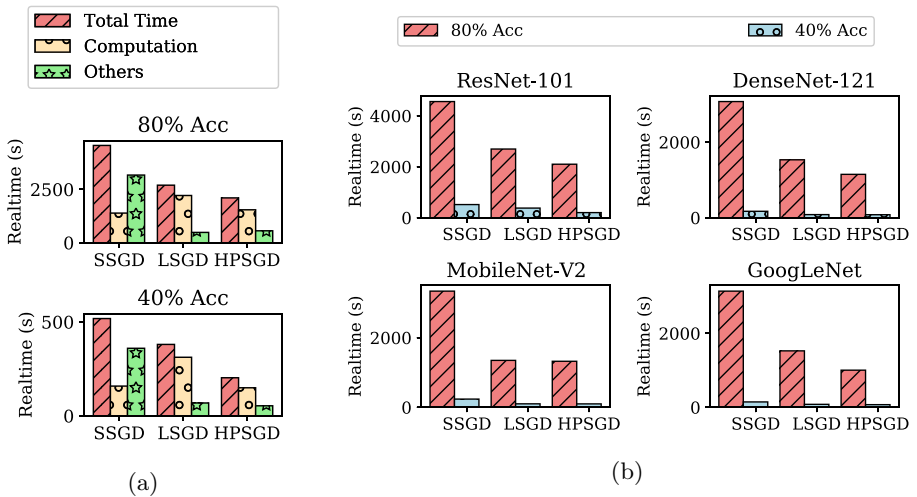 Total Time
Computation
Others
80% Acc
Realtime (s)
2500
0
SSGD LSGD HPSGD
40% Acc
Realtime (s)
500
0
SSGD LSGD HPSGD
(a)
80% Acc 40% Acc
ResNet-101
Realtime (s)
4000
2000
0
SSGD LSGD HPSGD
DenseNet-121
Realtime (s)
2000
0
SSGD LSGD HPSGD
MobileNet-V2
Realtime (s)
2000
0
SSGD LSGD HPSGD
GoogLeNet
Realtime (s)
2000
0
SSGD LSGD HPSGD
(b)